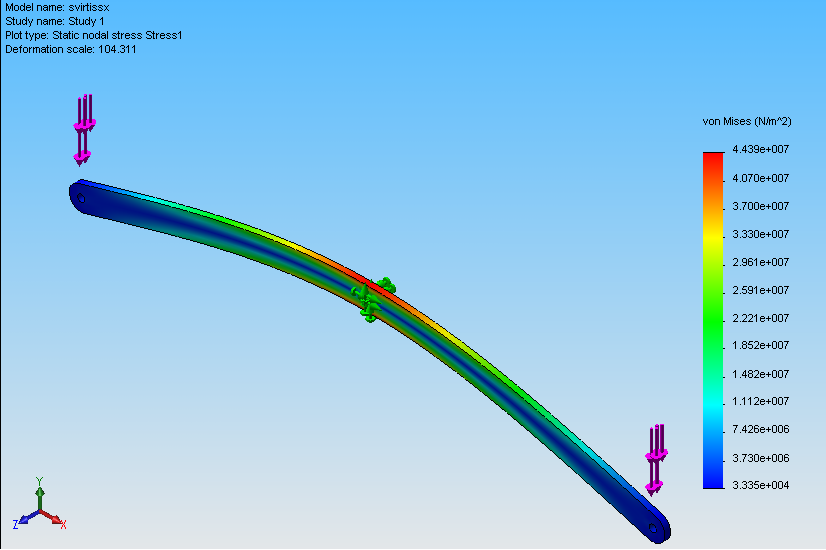 Model name: svirtissx
Study name: Study 1
Plot type: Static nodal stress Stress1
Deformation scale: 104.311
von Mises (N/m^2)
4.439e+007
4.070e+007
3.700e+007
3.330e+007
2.961e+007
2.591e+007
2.221e+007
1.852e+007
1.482e+007
1.112e+007
7.426e+006
3.730e+006
3.335e+004
Y
Z
X